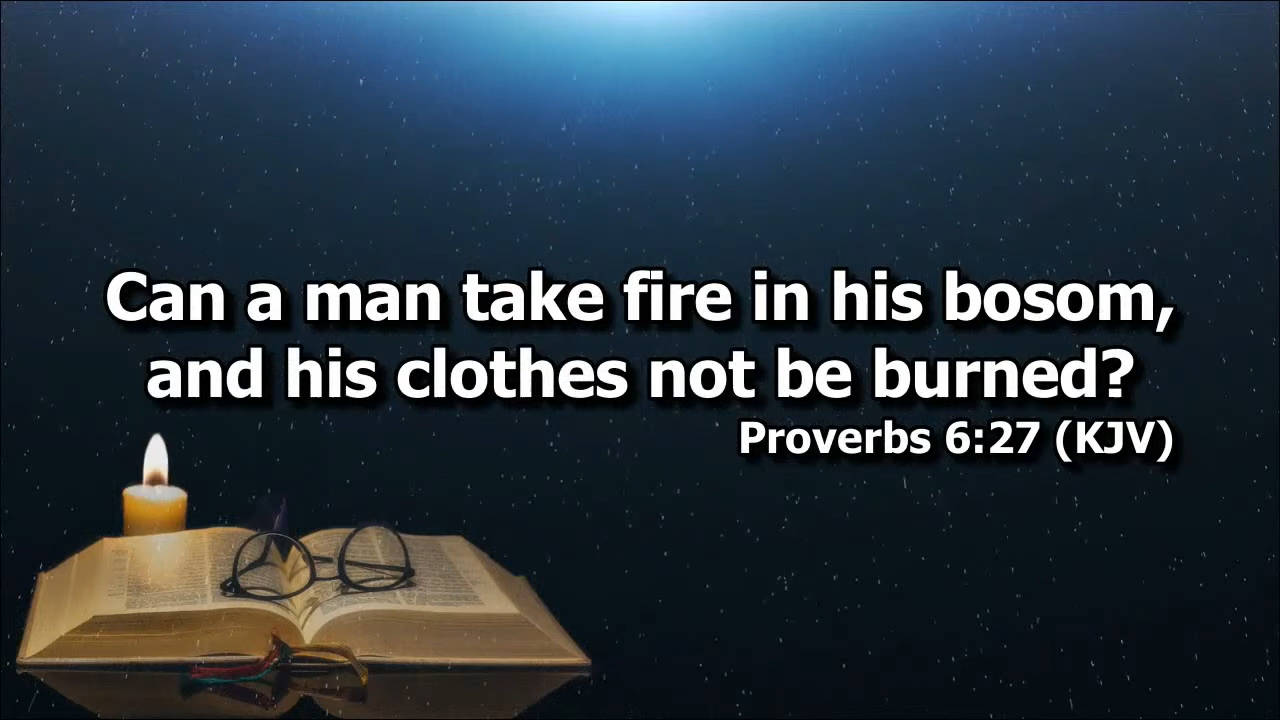 Can a man take fire in his bosom,
and his clothes not be burned?
Proverbs 6:27 (KJV)